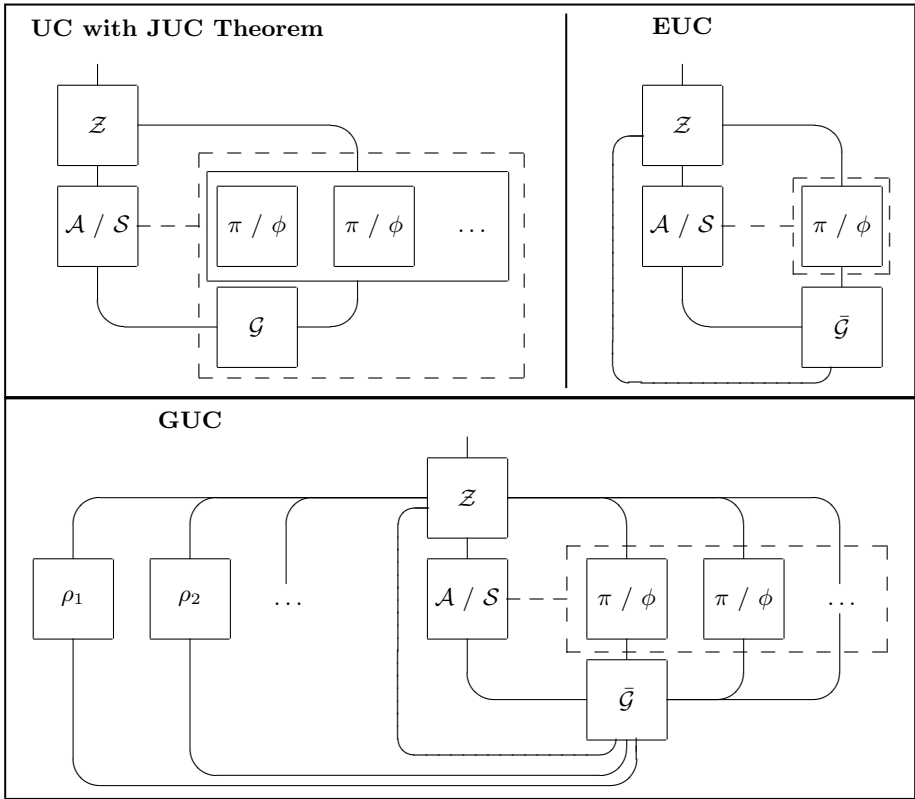 UC with JUC Theorem
𝒵
𝒜 / 𝒮
π / ϕ
π / ϕ
...
𝒢
EUC
𝒵
𝒜 / 𝒮
π / ϕ
𝒢̄
GUC
𝒵
ρ₁
ρ₂
...
𝒜 / 𝒮
π / ϕ
π / ϕ
...
𝒢̄